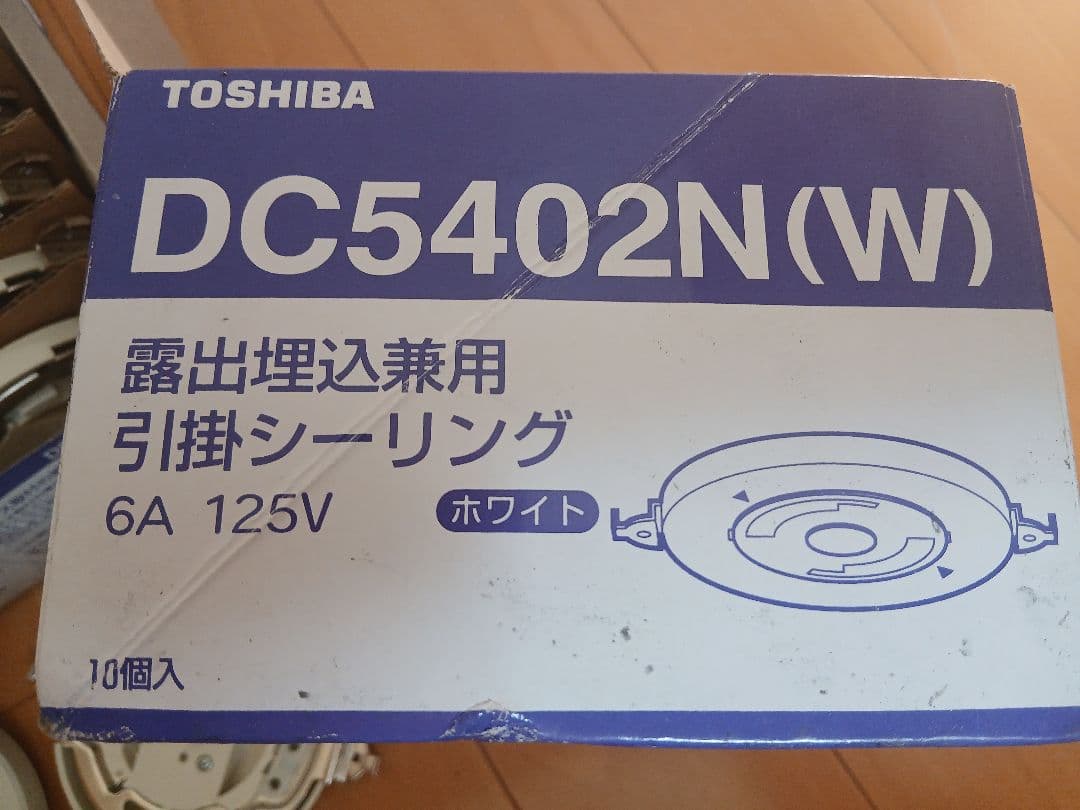 TOSHIBA
DC5402N(W)
露出埋込兼用
引掛シーリング
6A 125V
ホワイト
10個入